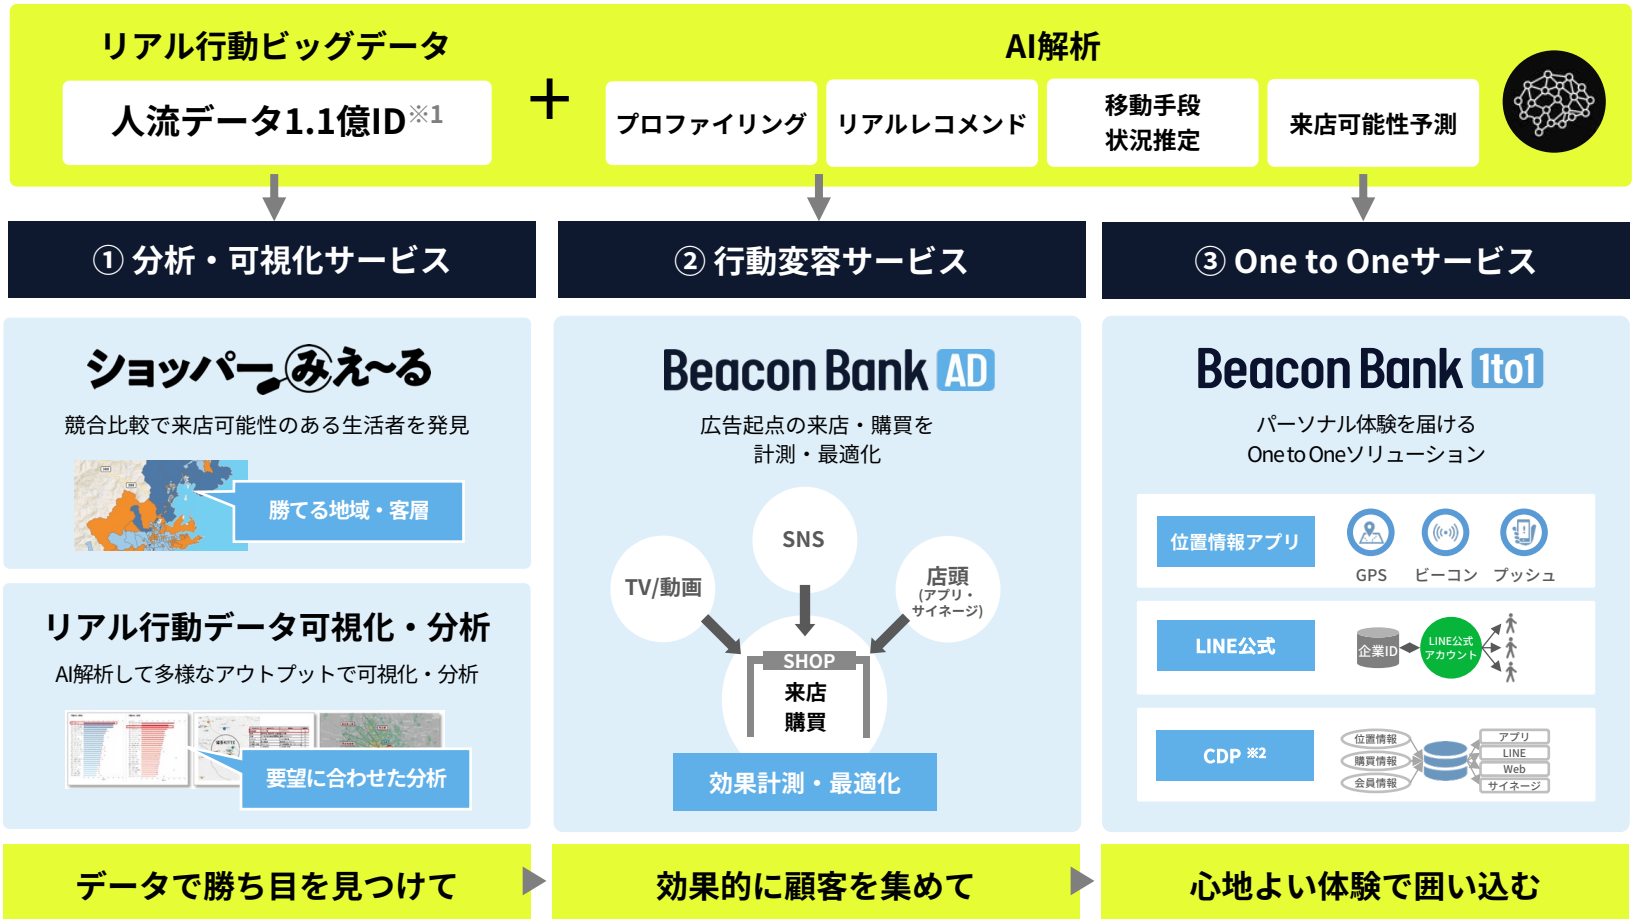 リアル行動ビッグデータ
人流データ1.1億ID※1
+
AI解析
プロファイリング
リアルレコメンド
移動手段
状況推定
来店可能性予測
① 分析・可視化サービス
ショッパーみえ〜る
競合比較で来店可能性のある生活者を発見
勝てる地域・客層
リアル行動データ可視化・分析
AI解析して多様なアウトプットで可視化・分析
要望に合わせた分析
データで勝ち目を見つけて
② 行動変容サービス
Beacon Bank AD
広告起点の来店・購買を
計測・最適化
SNS
TV/動画
店頭
(アプリ・
サイネージ)
SHOP
来店
購買
効果計測・最適化
効果的に顧客を集めて
③ One to Oneサービス
Beacon Bank 1to1
パーソナル体験を届ける
One to Oneソリューション
位置情報アプリ
GPS
ビーコン
プッシュ
LINE公式
企業ID
LINE公式
アカウント
CDP ※2
位置情報
購買情報
会員情報
アプリ
LINE
Web
サイネージ
心地よい体験で囲い込む